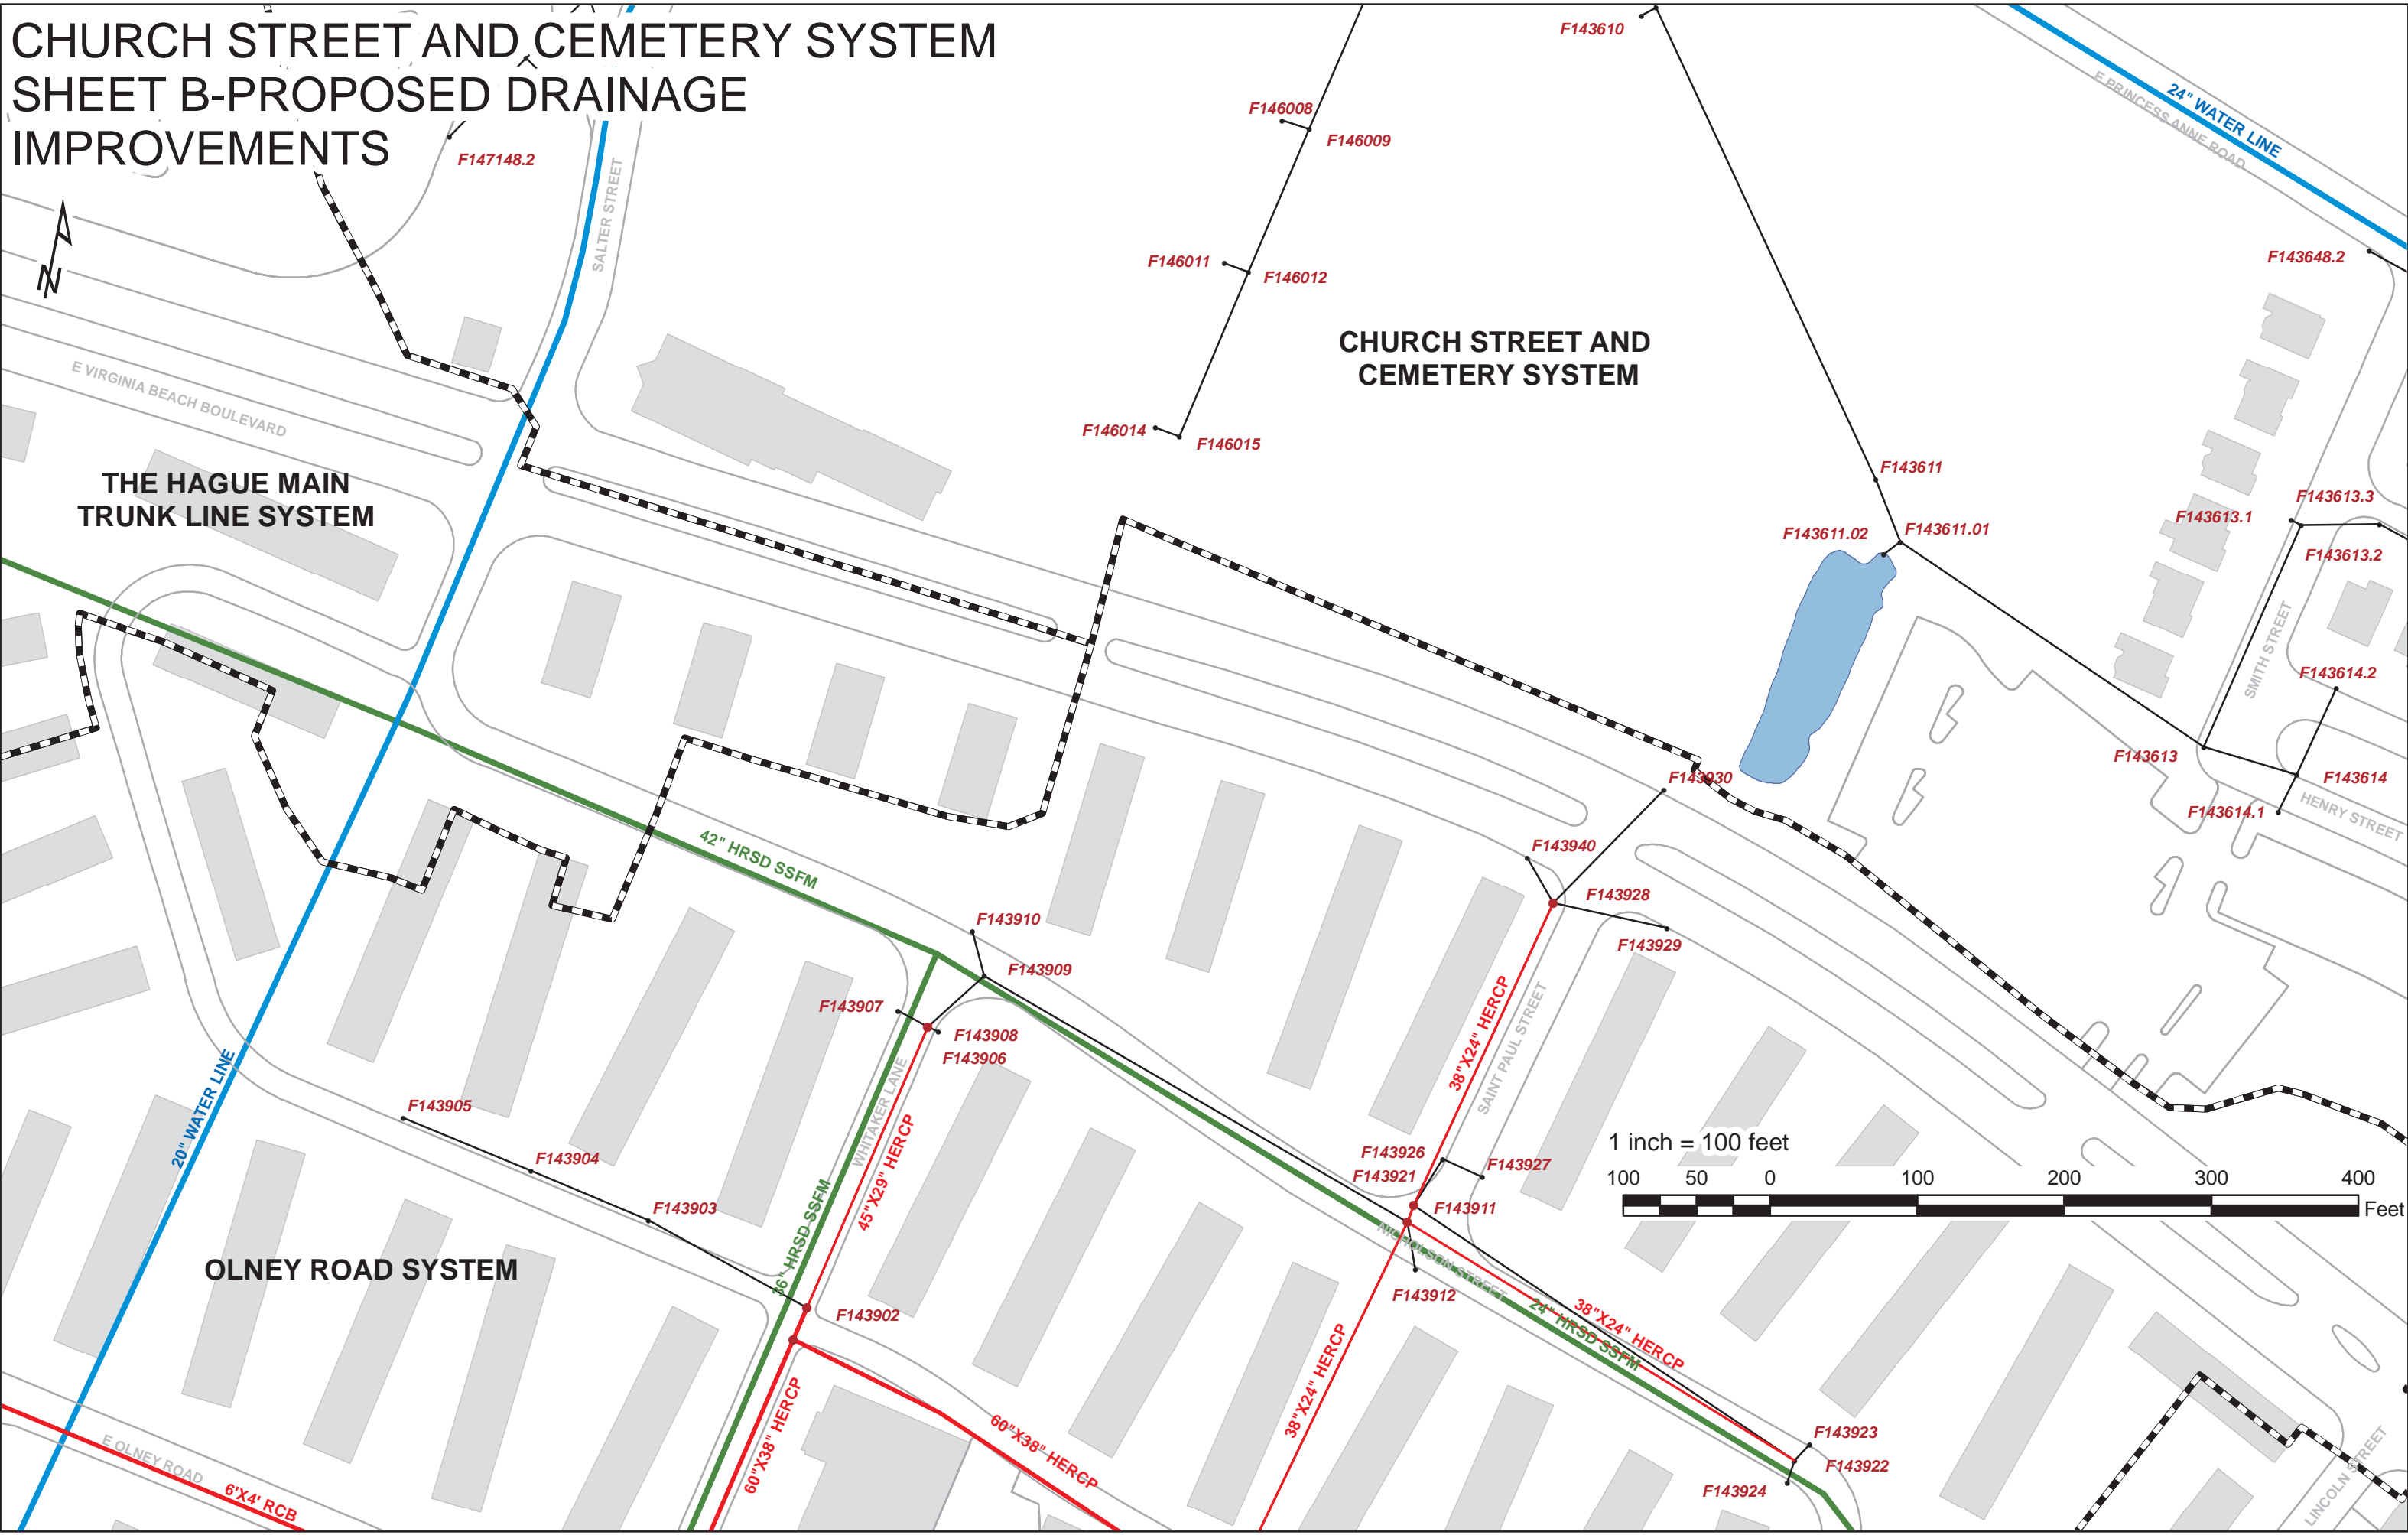 CHURCH STREET AND CEMETERY SYSTEM
SHEET B-PROPOSED DRAINAGE
IMPROVEMENTS
F147148.2
SALTER STREET
N
F146008
F146009
F143610
E PRINCESS ANNE ROAD
24" WATER LINE
F143648.2
F146011
F146012
CHURCH STREET AND
CEMETERY SYSTEM
E VIRGINIA BEACH BOULEVARD
F146014
F146015
THE HAGUE MAIN
TRUNK LINE SYSTEM
F143611
F143613.3
F143613.1
F143611.02
F143611.01
F143613.2
SMITH STREET
F143614.2
F143613
F143614
F143614.1
HENRY STREET
F143930
F143940
42" HRSD SSFM
F143928
F143910
F143929
F143909
F143907
F143908
F143906
38"X24" HERCP
SAINT PAUL STREET
WHITAKER LANE
20" WATER LINE
F143905
45"X29" HERCP
F143904
F143926
F143921
F143927
1 inch = 100 feet
100 50 0 100 200 300 400
Feet
F143903
36" HRSD SSFM
F143911
NICHOLSON STREET
OLNEY ROAD SYSTEM
F143912
F143902
24" HRSD SSFM
38"X24" HERCP
38"X24" HERCP
60"X38" HERCP
60"X38" HERCP
F143923
F143922
F143924
LINCOLN STREET
E OLNEY ROAD
6'X4' RCB